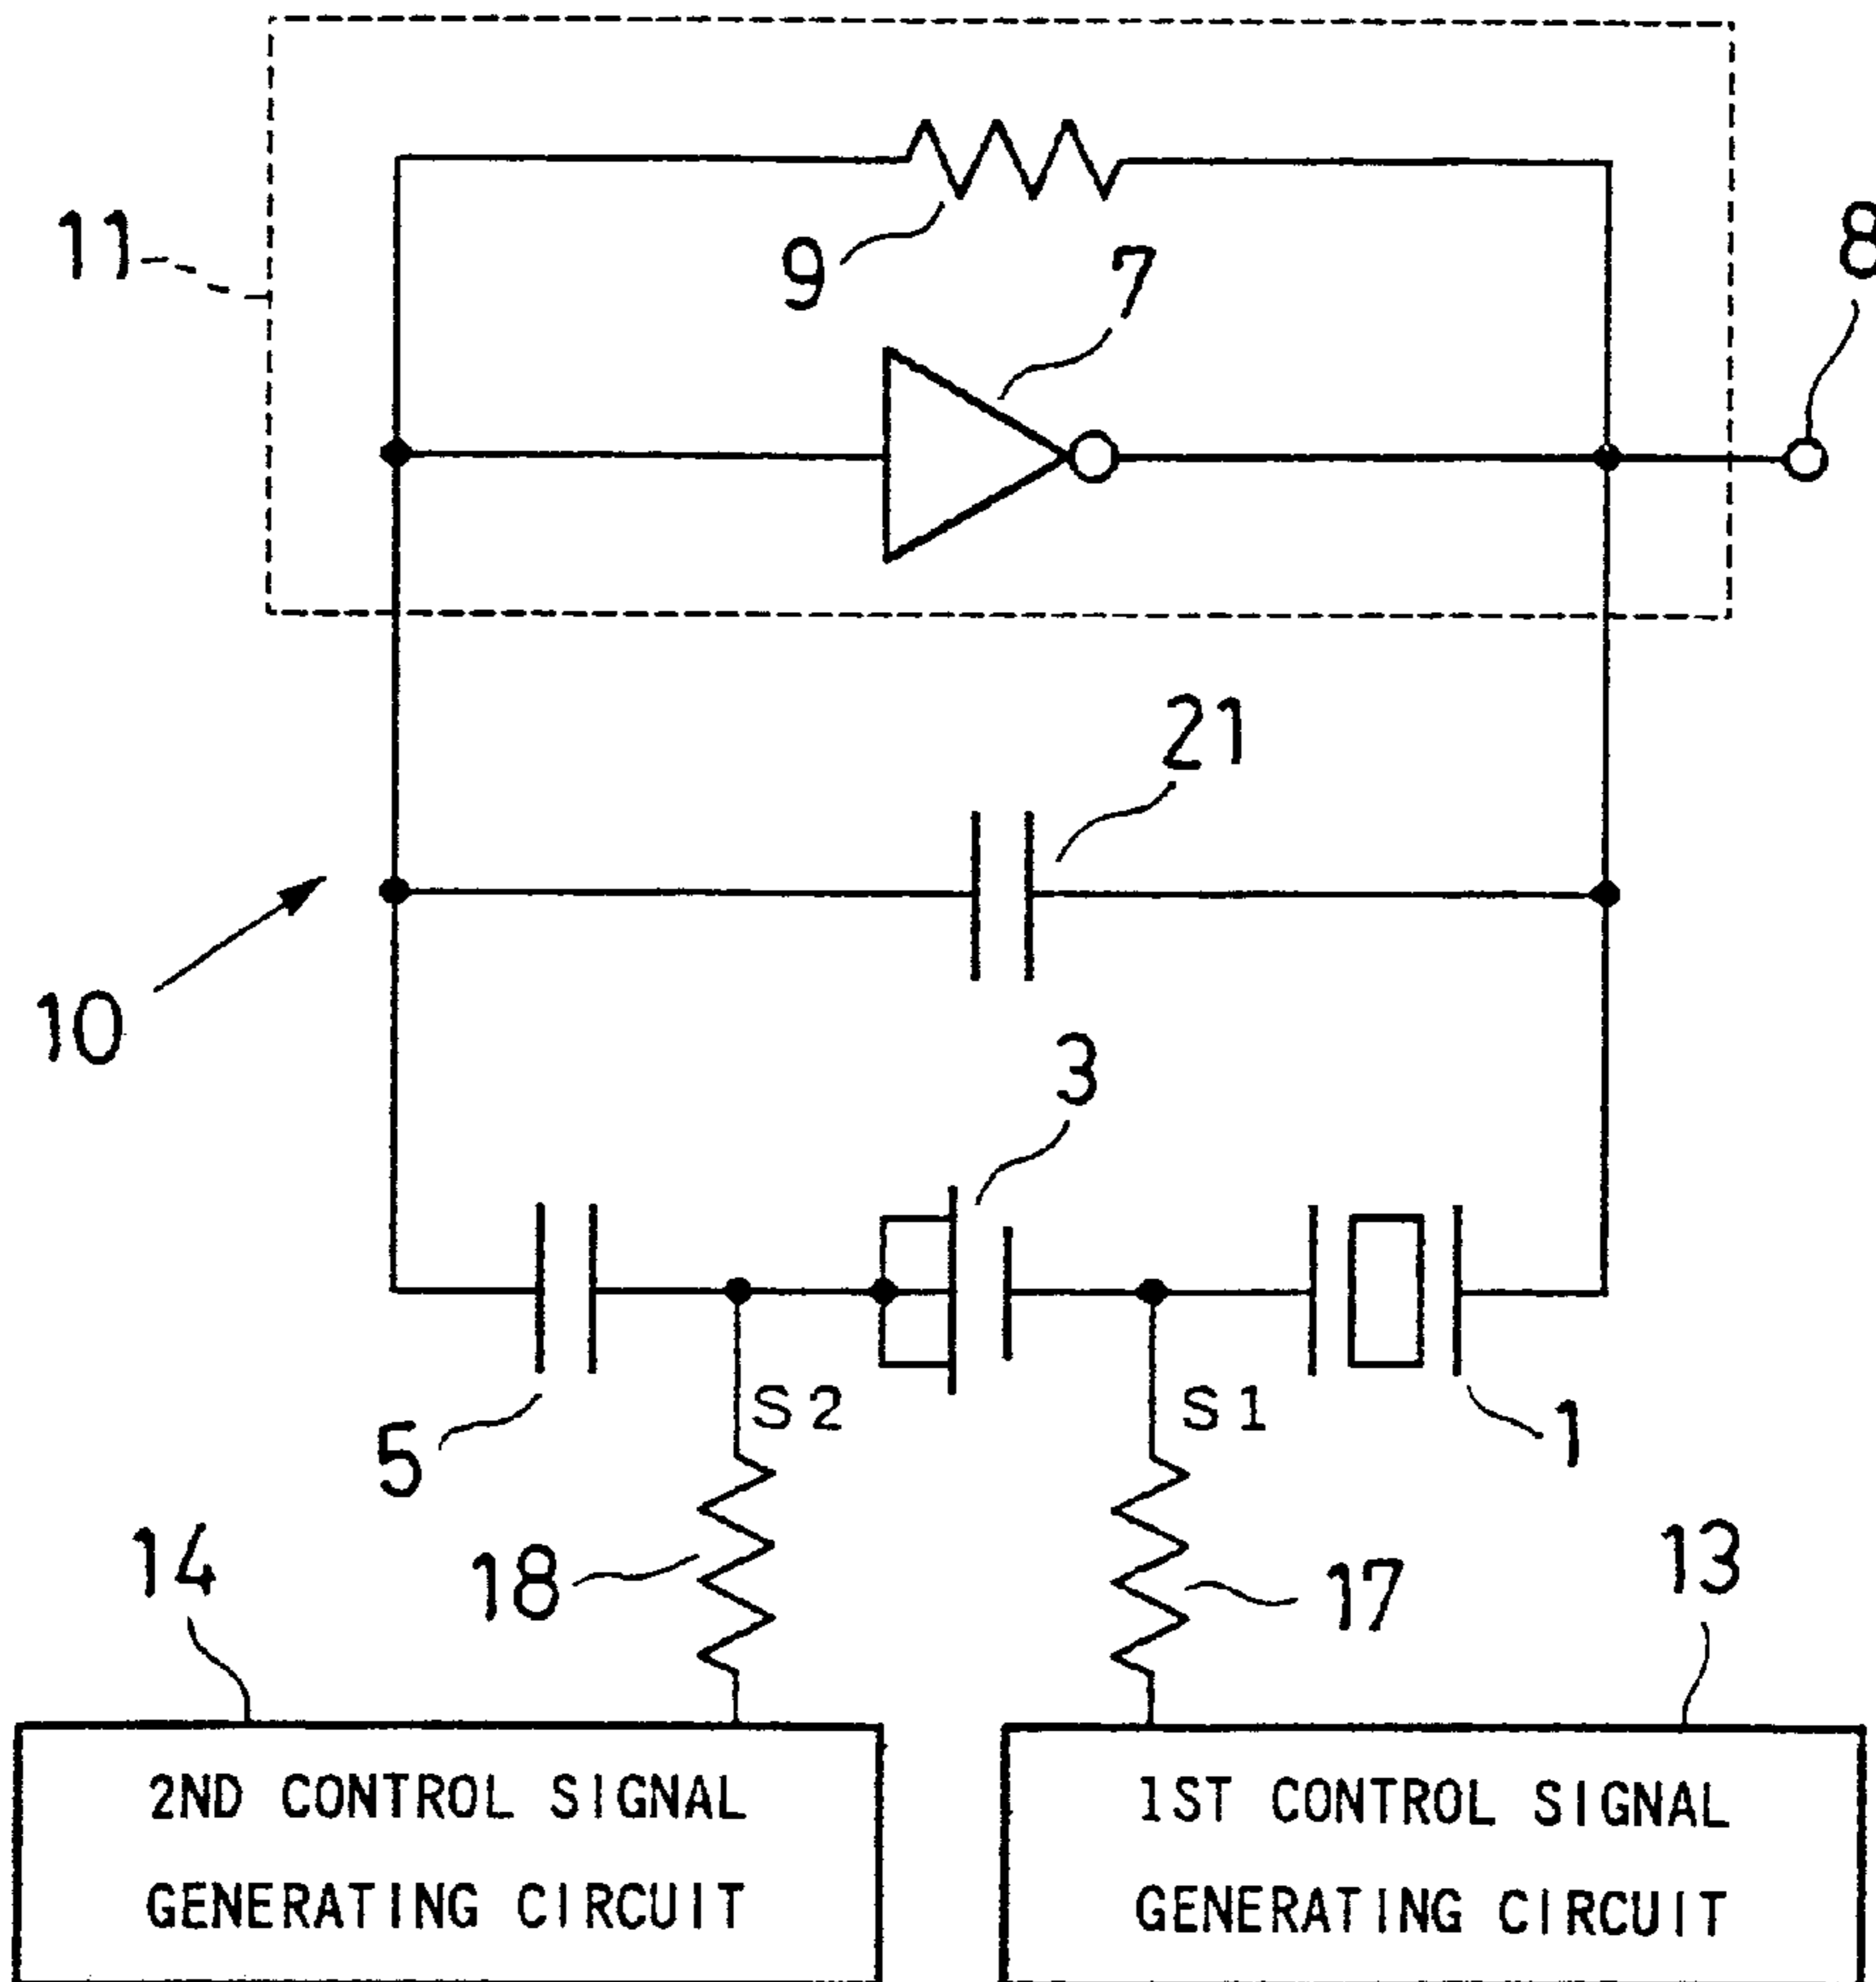 11
9
7
8
21
10
3
S2
S1
5
1
14
18
17
13
2ND CONTROL SIGNAL
GENERATING CIRCUIT
1ST CONTROL SIGNAL
GENERATING CIRCUIT